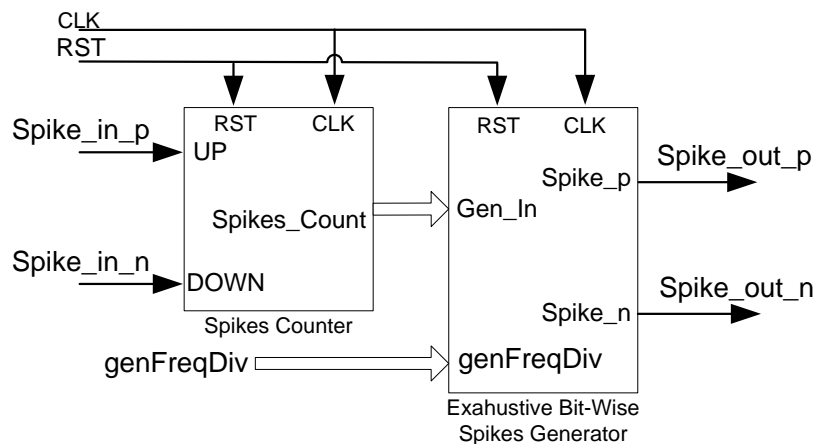 CLK
RST
RST CLK
RST CLK
Spike_in_p
UP
Spike_p
Spike_out_p
Spikes_Count
Gen_In
Spike_in_n
DOWN
Spike_n
Spike_out_n
Spikes Counter
genFreqDiv
genFreqDiv
Exahustive Bit-Wise
Spikes Generator